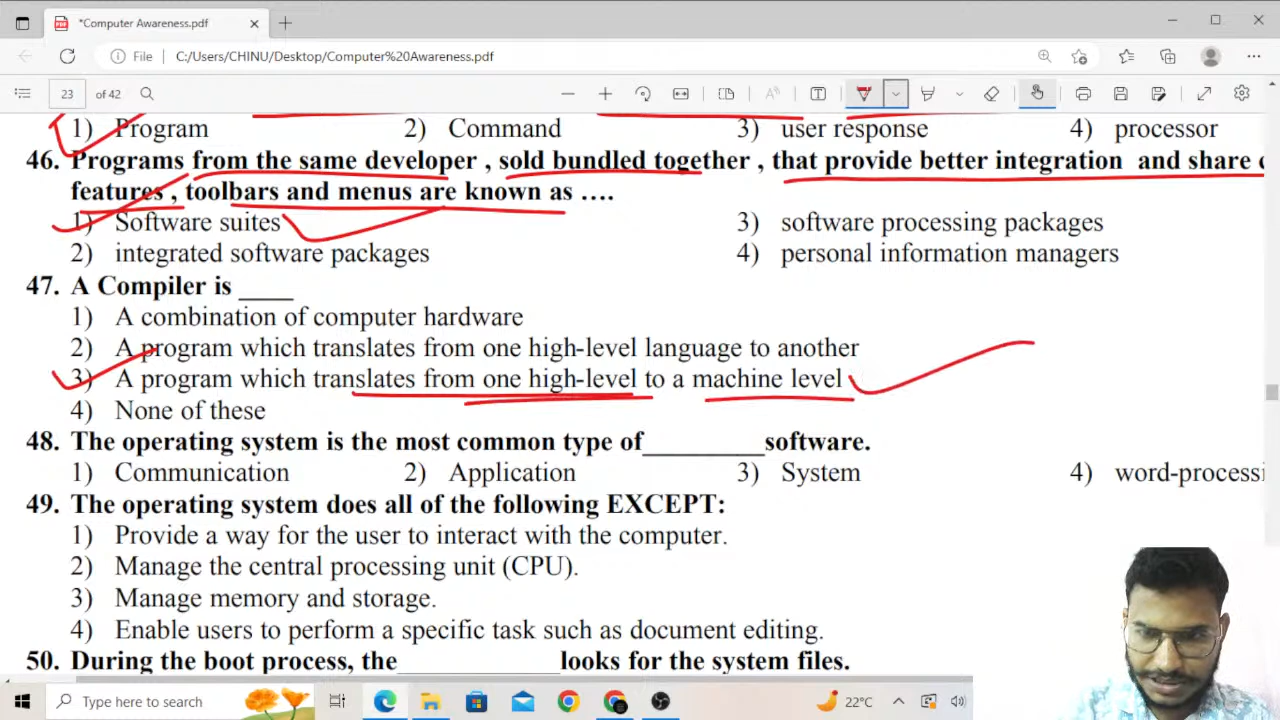 *Computer Awareness.pdf
File | C:/Users/CHINU/Desktop/Computer%20Awareness.pdf
23 of 42
1) Program 2) Command 3) user response 4) processor
46. Programs from the same developer , sold bundled together , that provide better integration and share c
features , toolbars and menus are known as ….
1) Software suites 3) software processing packages
2) integrated software packages 4) personal information managers
47. A Compiler is ____
1) A combination of computer hardware
2) A program which translates from one high-level language to another
3) A program which translates from one high-level to a machine level
4) None of these
48. The operating system is the most common type of_________software.
1) Communication 2) Application 3) System 4) word-processi
49. The operating system does all of the following EXCEPT:
1) Provide a way for the user to interact with the computer.
2) Manage the central processing unit (CPU).
3) Manage memory and storage.
4) Enable users to perform a specific task such as document editing.
50. During the boot process, the____________looks for the system files.
Type here to search 22°C